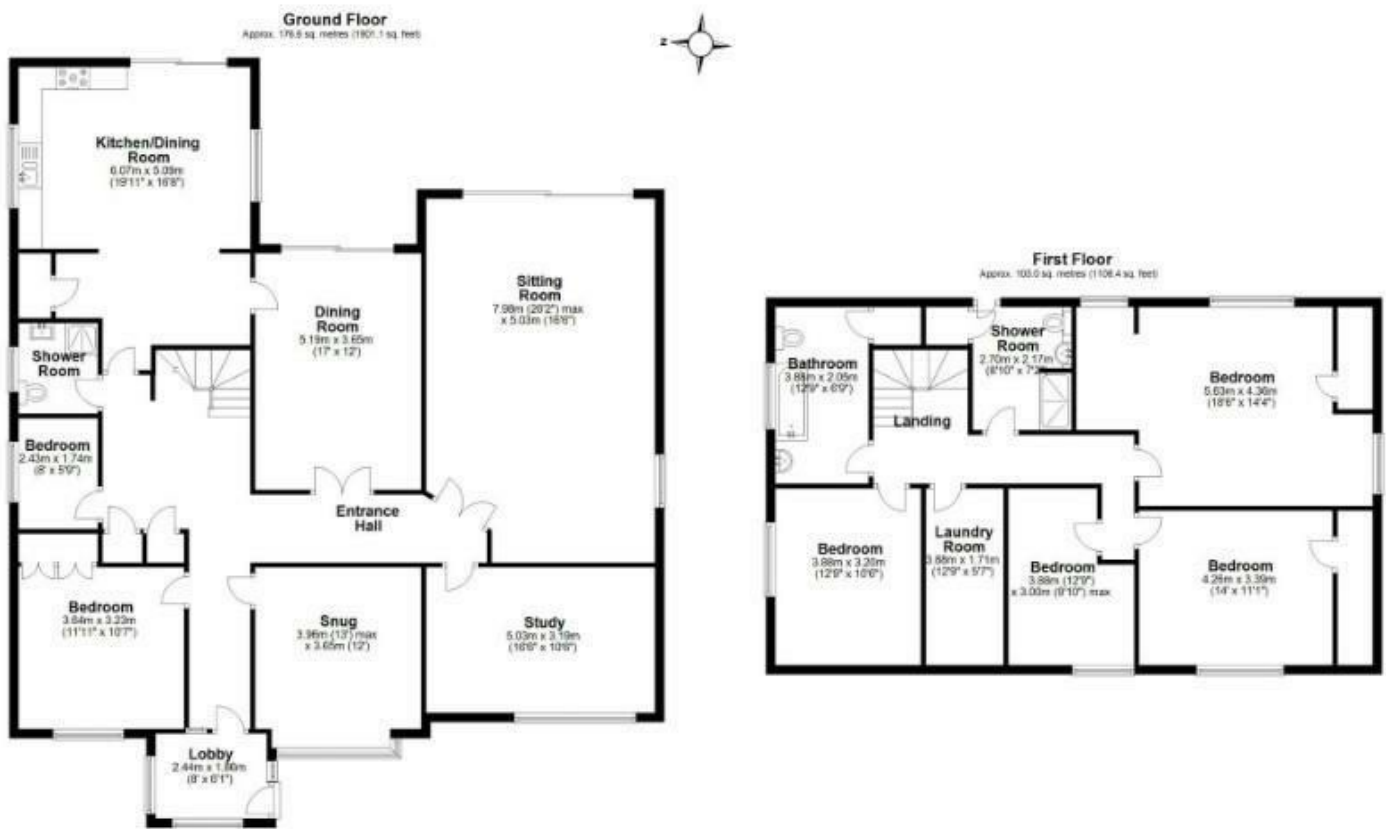 Ground Floor
Approx. 176.6 sq. metres (1901.1 sq. feet)
Z
Kitchen/Dining
Room
6.07m x 5.09m
(19'11" x 16'8")
Sitting
Room
7.98m (26'2") max
x 5.03m (16'6")
Dining
Room
5.19m x 3.65m
(17' x 12')
Shower
Room
Bedroom
2.43m x 1.74m
(8' x 5'9")
Entrance
Hall
Bedroom
3.64m x 3.23m
(11'11" x 10'7")
Snug
3.96m (13') max
x 3.65m (12')
Study
5.03m x 3.19m
(16'6" x 10'6")
Lobby
2.44m x 1.86m
(8' x 6'1")
First Floor
Approx. 103.0 sq. metres (1108.4 sq. feet)
Bathroom
3.88m x 2.05m
(12'9" x 6'9")
Shower
Room
2.70m x 2.17m
(8'10" x 7'2")
Bedroom
5.63m x 4.36m
(18'6" x 14'4")
Landing
Bedroom
3.88m x 3.20m
(12'9" x 10'6")
Laundry
Room
3.88m x 1.71m
(12'9" x 5'7")
Bedroom
3.88m (12'9")
x 3.00m (9'10") max
Bedroom
4.26m x 3.39m
(14' x 11'1")